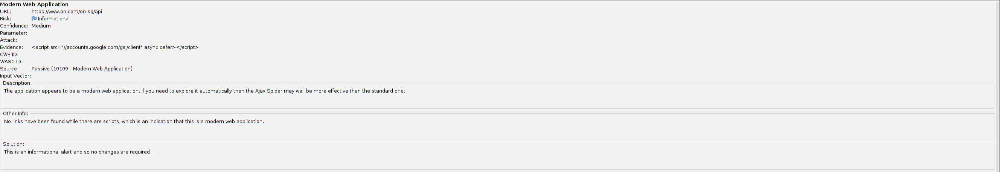 Modern Web Application
URL: https://www.on.com/en-sg/api
Risk: Informational
Confidence: Medium
Parameter:
Attack:
Evidence: <script src="//accounts.google.com/gsi/client" async defer></script>
CWE ID:
WASC ID:
Source: Passive (10109 - Modern Web Application)
Input Vector:
Description:
The application appears to be a modern web application. If you need to explore it automatically then the Ajax Spider may well be more effective than the standard one.
Other Info:
No links have been found while there are scripts, which is an indication that this is a modern web application.
Solution:
This is an informational alert and so no changes are required.